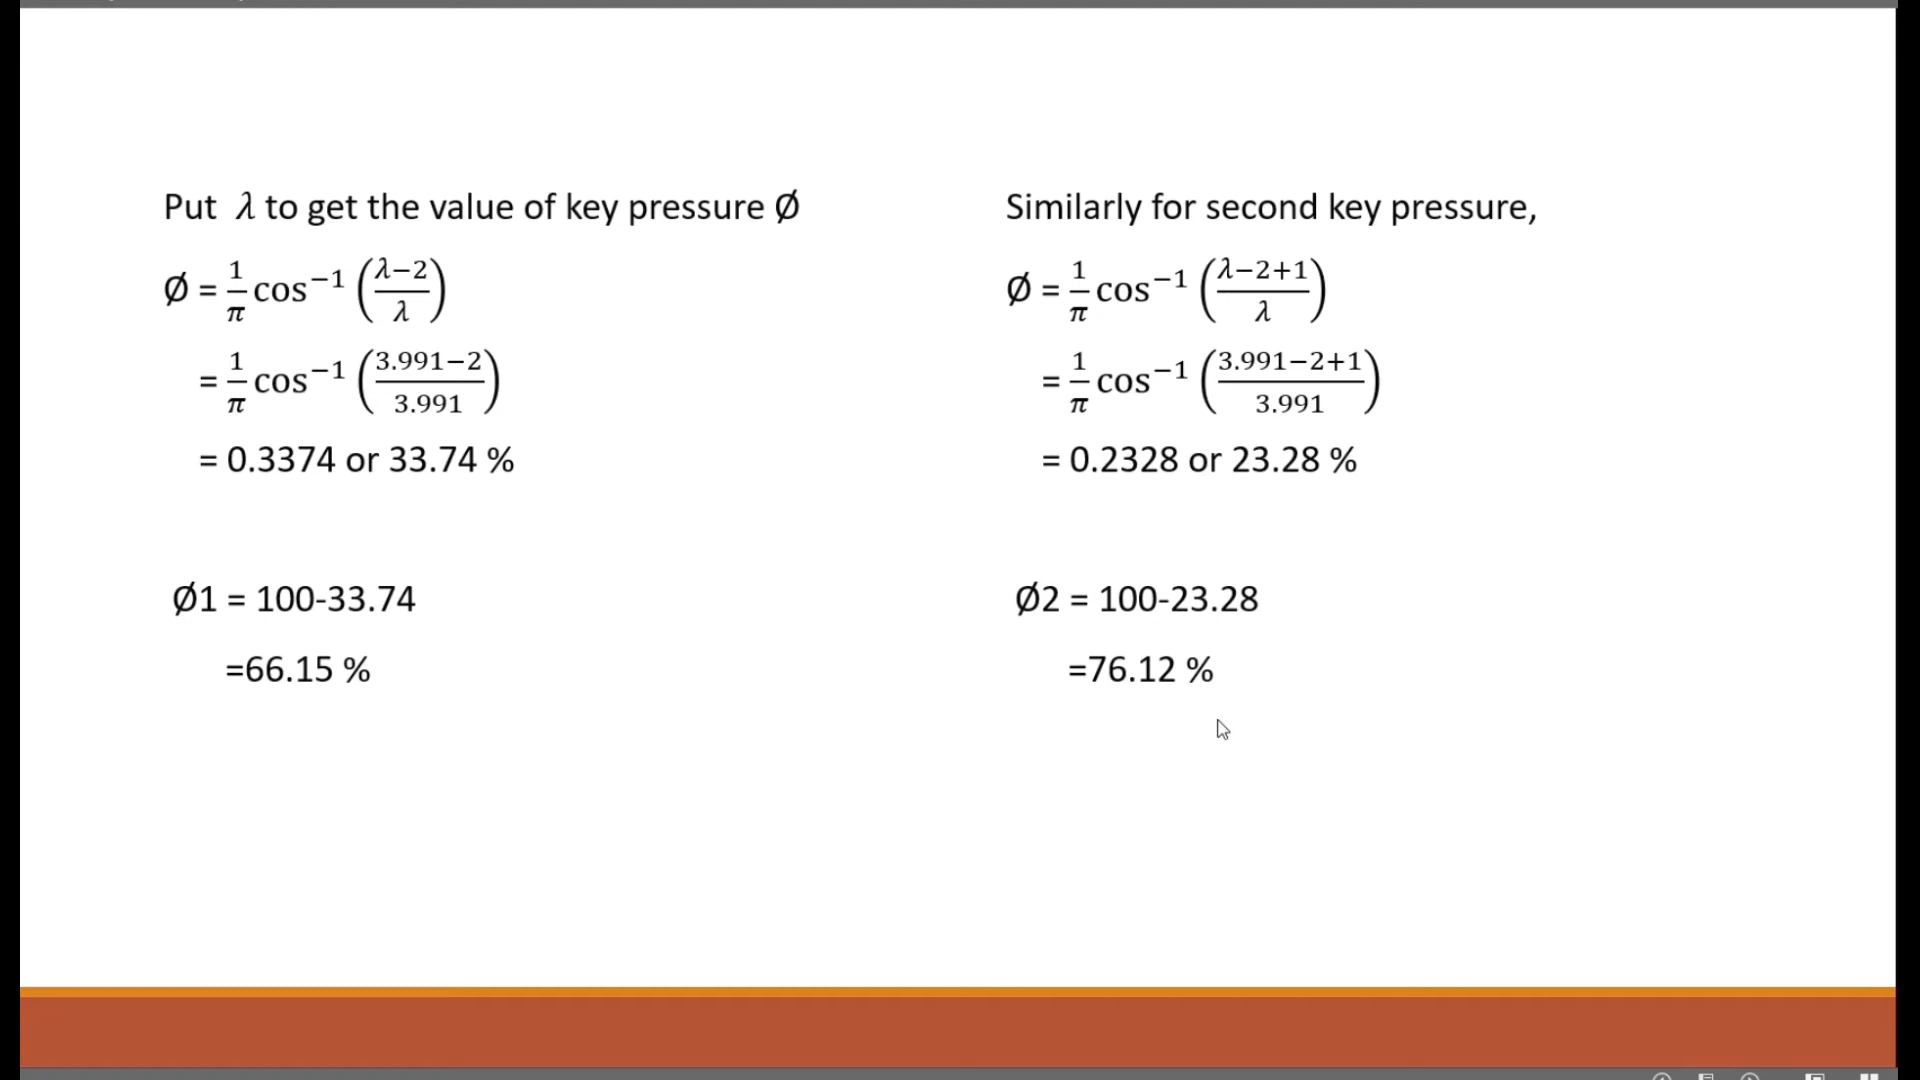 Put λ to get the value of key pressure Ø
Ø = 1/π cos⁻¹ ((λ−2)/λ)
= 1/π cos⁻¹ ((3.991−2)/3.991)
= 0.3374 or 33.74 %
Ø1 = 100-33.74
=66.15 %
Similarly for second key pressure,
Ø = 1/π cos⁻¹ ((λ−2+1)/λ)
= 1/π cos⁻¹ ((3.991−2+1)/3.991)
= 0.2328 or 23.28 %
Ø2 = 100-23.28
=76.12 %